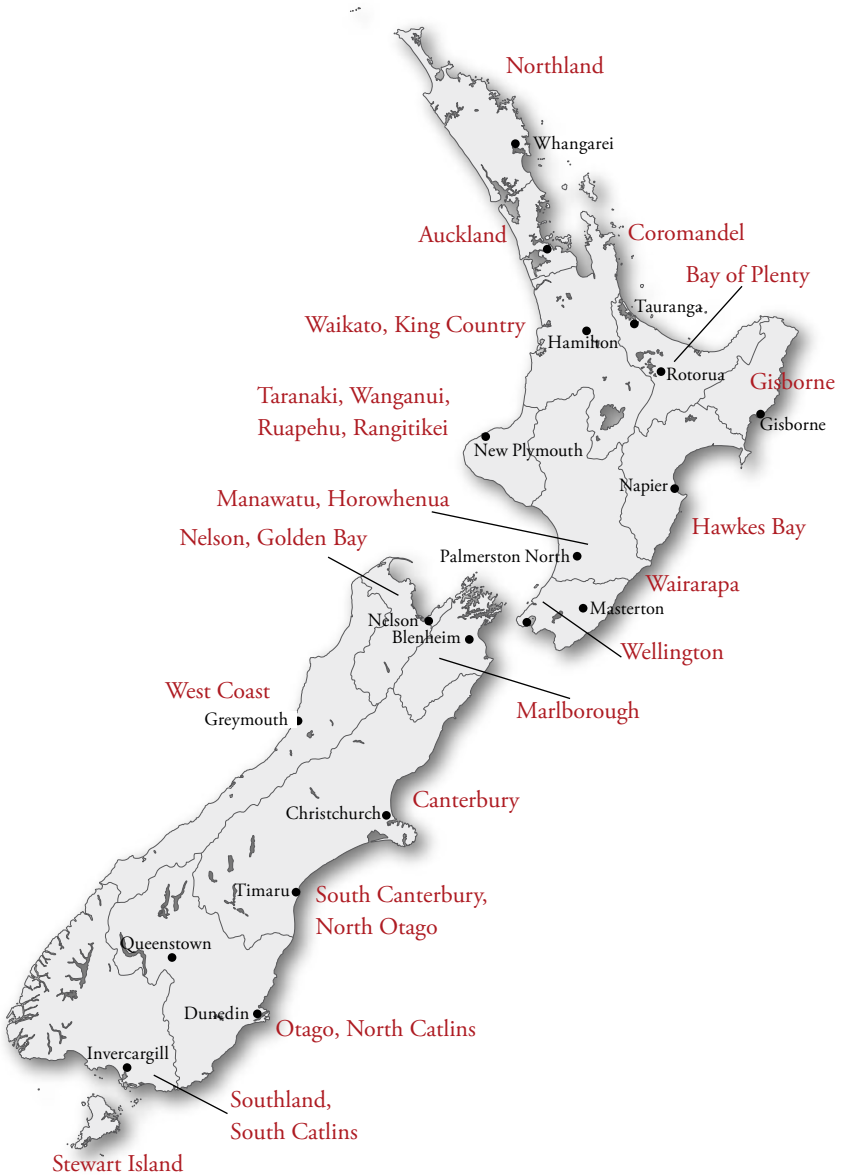 Northland
Whangarei
Auckland
Coromandel
Bay of Plenty
Tauranga
Waikato, King Country
Hamilton
Rotorua
Gisborne
Taranaki, Wanganui,
Ruapehu, Rangitikei
Gisborne
New Plymouth
Napier
Manawatu, Horowhenua
Hawkes Bay
Nelson, Golden Bay
Palmerston North
Wairarapa
Masterton
Nelson
Blenheim
Wellington
West Coast
Greymouth
Marlborough
Canterbury
Christchurch
Timaru
South Canterbury,
North Otago
Queenstown
Dunedin
Otago, North Catlins
Invercargill
Southland,
South Catlins
Stewart Island